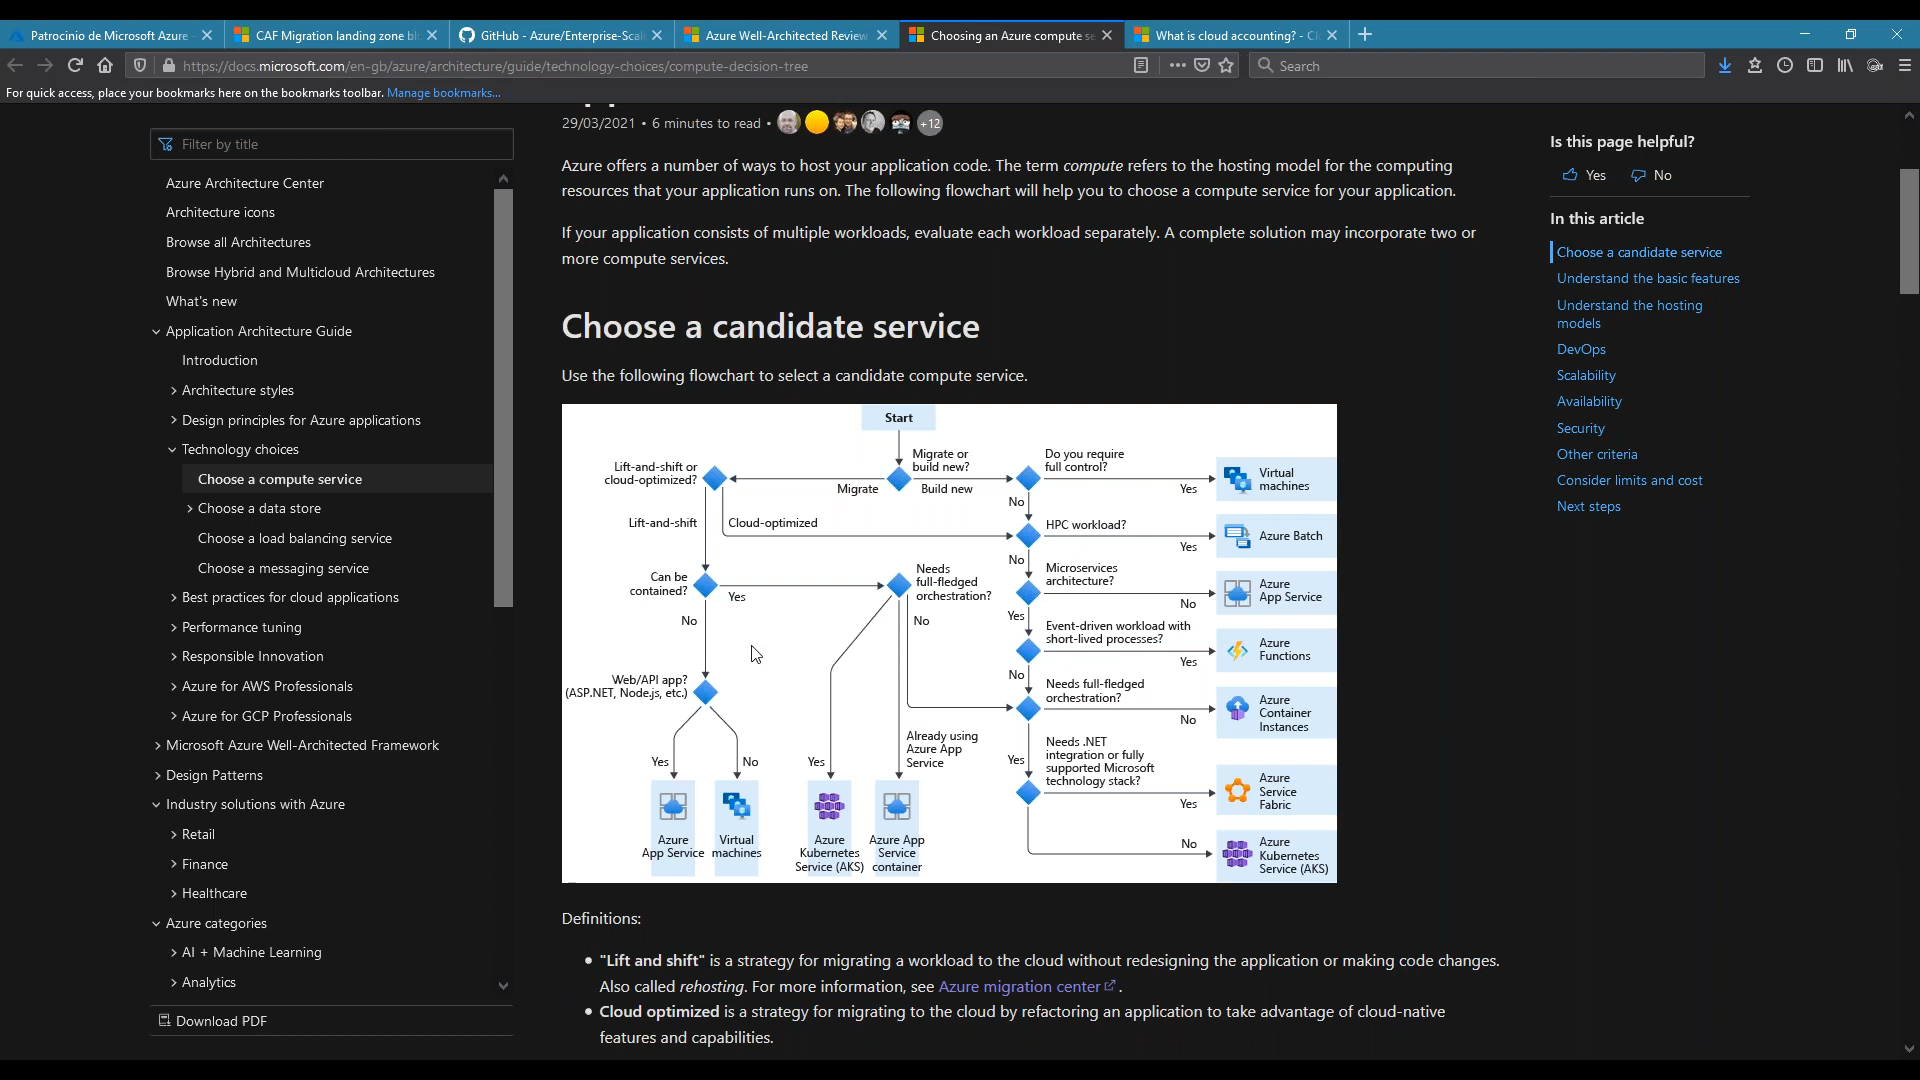 Patrocinio de Microsoft Azure
CAF Migration landing zone bl
GitHub - Azure/Enterprise-Scal
Azure Well-Architected Review
Choosing an Azure compute se
What is cloud accounting? - Cl
https://docs.microsoft.com/en-gb/azure/architecture/guide/technology-choices/compute-decision-tree
Search
For quick access, place your bookmarks here on the bookmarks toolbar. Manage bookmarks...
Filter by title
Azure Architecture Center
Architecture icons
Browse all Architectures
Browse Hybrid and Multicloud Architectures
What's new
Application Architecture Guide
Introduction
Architecture styles
Design principles for Azure applications
Technology choices
Choose a compute service
Choose a data store
Choose a load balancing service
Choose a messaging service
Best practices for cloud applications
Performance tuning
Responsible Innovation
Azure for AWS Professionals
Azure for GCP Professionals
Microsoft Azure Well-Architected Framework
Design Patterns
Industry solutions with Azure
Retail
Finance
Healthcare
Azure categories
AI + Machine Learning
Analytics
Download PDF
29/03/2021 • 6 minutes to read •
+12
Azure offers a number of ways to host your application code. The term compute refers to the hosting model for the computing
resources that your application runs on. The following flowchart will help you to choose a compute service for your application.
If your application consists of multiple workloads, evaluate each workload separately. A complete solution may incorporate two or
more compute services.
Choose a candidate service
Use the following flowchart to select a candidate compute service.
Start
Migrate or
build new?
Migrate
Build new
Lift-and-shift or
cloud-optimized?
Lift-and-shift
Cloud-optimized
Do you require
full control?
Yes
Virtual
machines
No
HPC workload?
Yes
Azure Batch
No
Can be
contained?
Yes
No
Needs
full-fledged
orchestration?
No
Microservices
architecture?
No
Azure
App Service
Yes
Event-driven workload with
short-lived processes?
Yes
Azure
Functions
No
Web/API app?
(ASP.NET, Node.js, etc.)
Needs full-fledged
orchestration?
No
Azure
Container
Instances
Yes
No
Yes
Already using
Azure App
Service
Yes
Needs .NET
integration or fully
supported Microsoft
technology stack?
Yes
Azure
Service
Fabric
Azure
App Service
Virtual
machines
Azure
Kubernetes
Service (AKS)
Azure App
Service
container
No
Azure
Kubernetes
Service (AKS)
Definitions:
• "Lift and shift" is a strategy for migrating a workload to the cloud without redesigning the application or making code changes.
Also called rehosting. For more information, see Azure migration center.
• Cloud optimized is a strategy for migrating to the cloud by refactoring an application to take advantage of cloud-native
features and capabilities.
Is this page helpful?
Yes
No
In this article
Choose a candidate service
Understand the basic features
Understand the hosting
models
DevOps
Scalability
Availability
Security
Other criteria
Consider limits and cost
Next steps